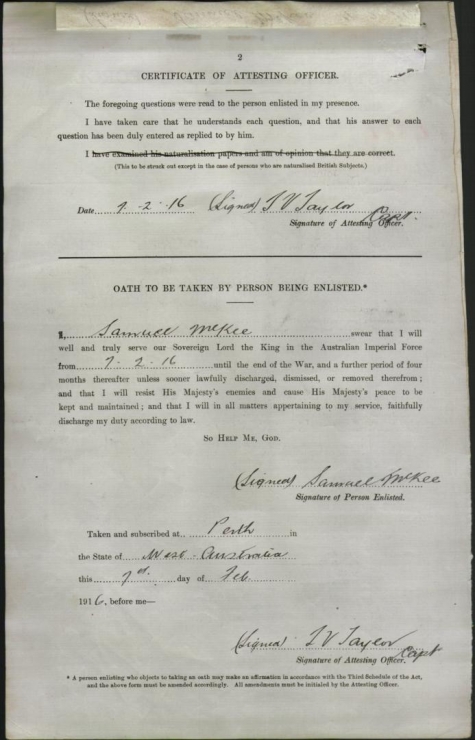 2
CERTIFICATE OF ATTESTING OFFICER.
The foregoing questions were read to the person enlisted in my presence.
I have taken care that he understands each question, and that his answer to each
question has been duly entered as replied to by him.
I have examined his naturalization papers and am of opinion that they are correct.
(This to be struck out except in the case of persons who are naturalized British Subjects.)
Date 7-2-16 (Signed) T V Taylor Capt.
Signature of Attesting Officer.
OATH TO BE TAKEN BY PERSON BEING ENLISTED.*
I, Samuel McKee swear that I will
well and truly serve our Sovereign Lord the King in the Australian Imperial Force
from 7-2-16 until the end of the War, and a further period of four
months thereafter unless sooner lawfully discharged, dismissed, or removed therefrom;
and that I will resist His Majesty's enemies and cause His Majesty's peace to be
kept and maintained; and that I will in all matters appertaining to my service, faithfully
discharge my duty according to law.
SO HELP ME, GOD.
(Signed) Samuel McKee
Signature of Person Enlisted.
Taken and subscribed at Perth in
the State of West-Australia
this 7th day of Feb
1916, before me—
(Signed) T V Taylor Capt
Signature of Attesting Officer.
* A person enlisting who objects to taking an oath may make an affirmation in accordance with the Third Schedule of the Act,
and the above form must be amended accordingly. All amendments must be initialed by the Attesting Officer.